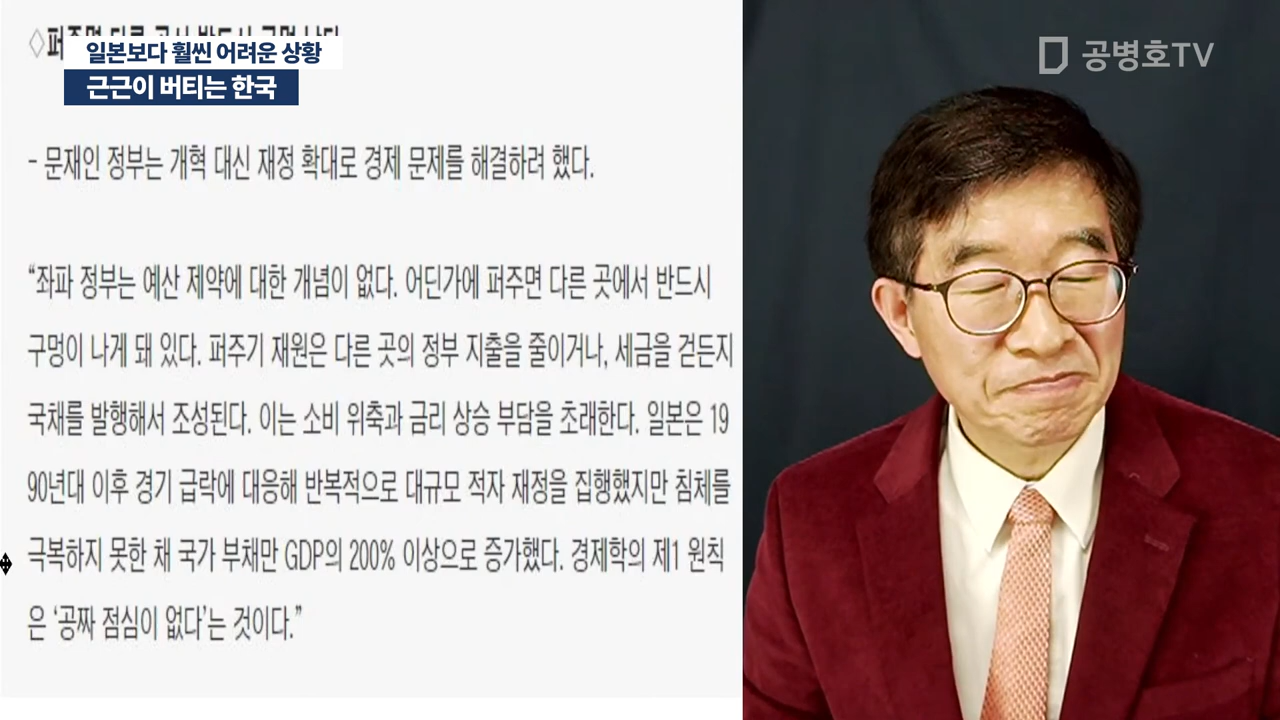 일본보다 훨씬 어려운 상황
근근이 버티는 한국
공병호TV
- 문재인 정부는 개혁 대신 재정 확대로 경제 문제를 해결하려 했다.
“좌파 정부는 예산 제약에 대한 개념이 없다. 어딘가에 퍼주면 다른 곳에서 반드시
구멍이 나게 돼 있다. 퍼주기 재원은 다른 곳의 정부 지출을 줄이거나, 세금을 걷든지
국채를 발행해서 조성된다. 이는 소비 위축과 금리 상승 부담을 초래한다. 일본은 19
90년대 이후 경기 급락에 대응해 반복적으로 대규모 적자 재정을 집행했지만 침체를
극복하지 못한 채 국가 부채만 GDP의 200% 이상으로 증가했다. 경제학의 제1 원칙
은 ‘공짜 점심이 없다’는 것이다.”